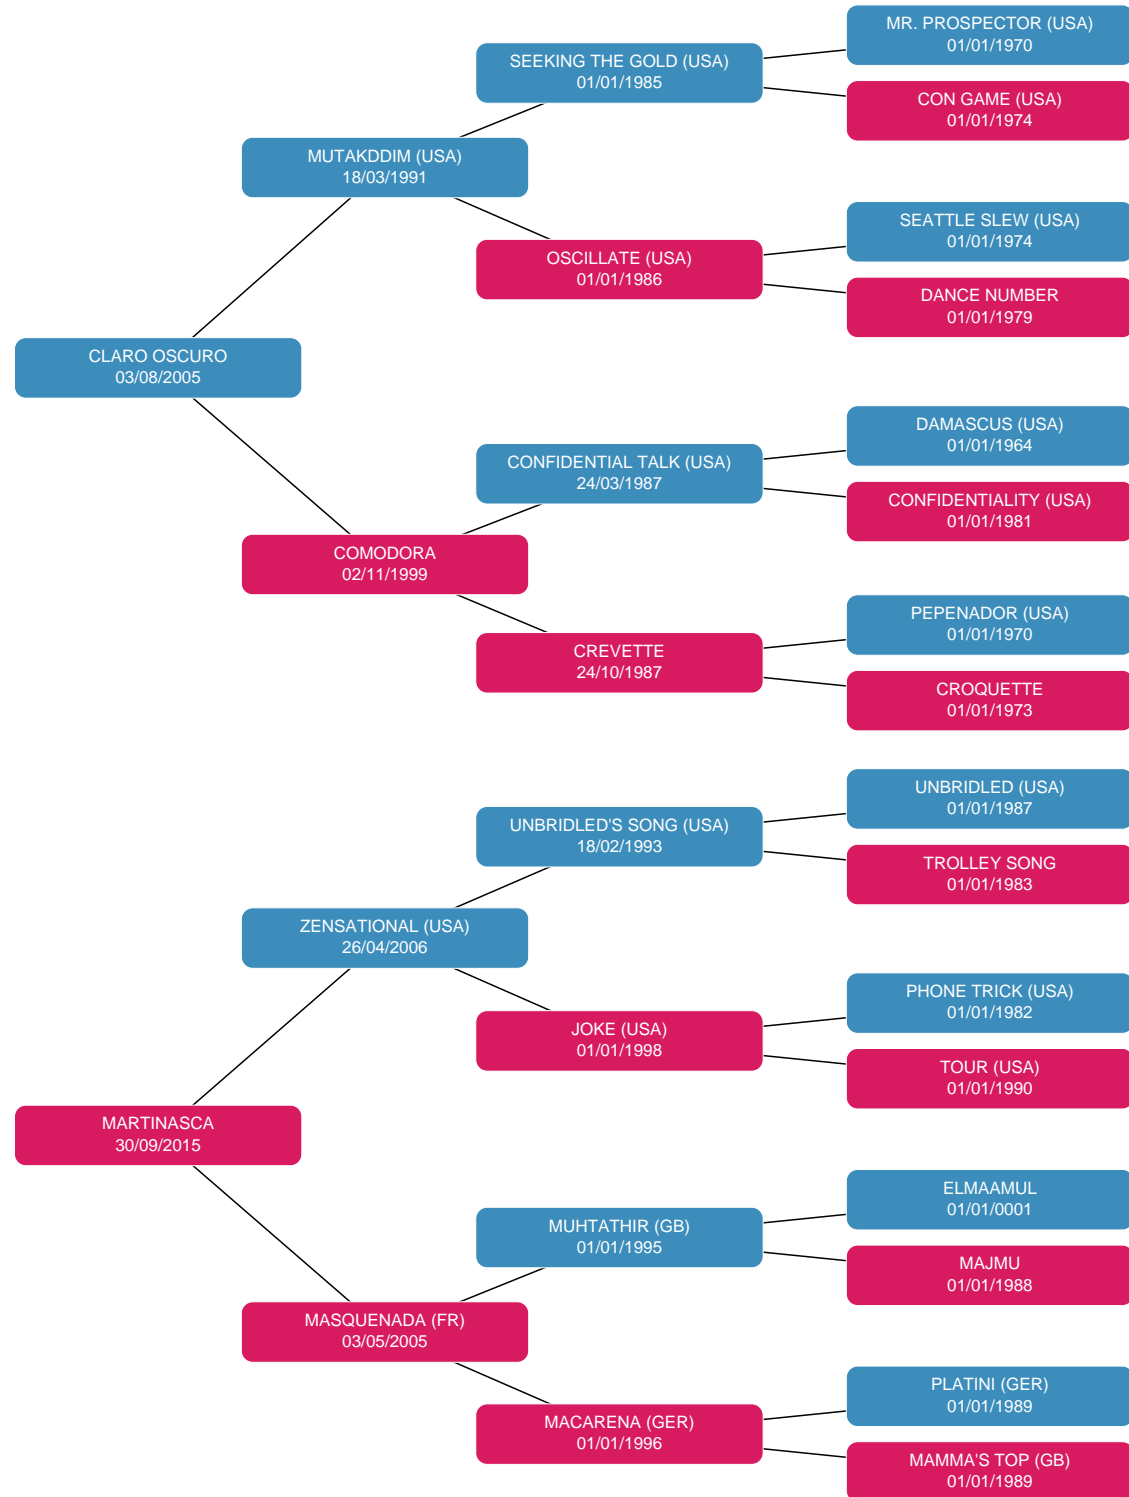 MR. PROSPECTOR (USA)
01/01/1970
SEEKING THE GOLD (USA)
01/01/1985
CON GAME (USA)
01/01/1974
MUTAKDDIM (USA)
18/03/1991
SEATTLE SLEW (USA)
01/01/1974
OSCILLATE (USA)
01/01/1986
DANCE NUMBER
01/01/1979
CLARO OSCURO
03/08/2005
DAMASCUS (USA)
01/01/1964
CONFIDENTIAL TALK (USA)
24/03/1987
CONFIDENTIALITY (USA)
01/01/1981
COMODORA
02/11/1999
PEPENADOR (USA)
01/01/1970
CREVETTE
24/10/1987
CROQUETTE
01/01/1973
UNBRIDLED (USA)
01/01/1987
UNBRIDLED'S SONG (USA)
18/02/1993
TROLLEY SONG
01/01/1983
ZENSATIONAL (USA)
26/04/2006
PHONE TRICK (USA)
01/01/1982
JOKE (USA)
01/01/1998
TOUR (USA)
01/01/1990
MARTINASCA
30/09/2015
ELMAAMUL
01/01/0001
MUHTATHIR (GB)
01/01/1995
MAJMU
01/01/1988
MASQUENADA (FR)
03/05/2005
PLATINI (GER)
01/01/1989
MACARENA (GER)
01/01/1996
MAMMA'S TOP (GB)
01/01/1989